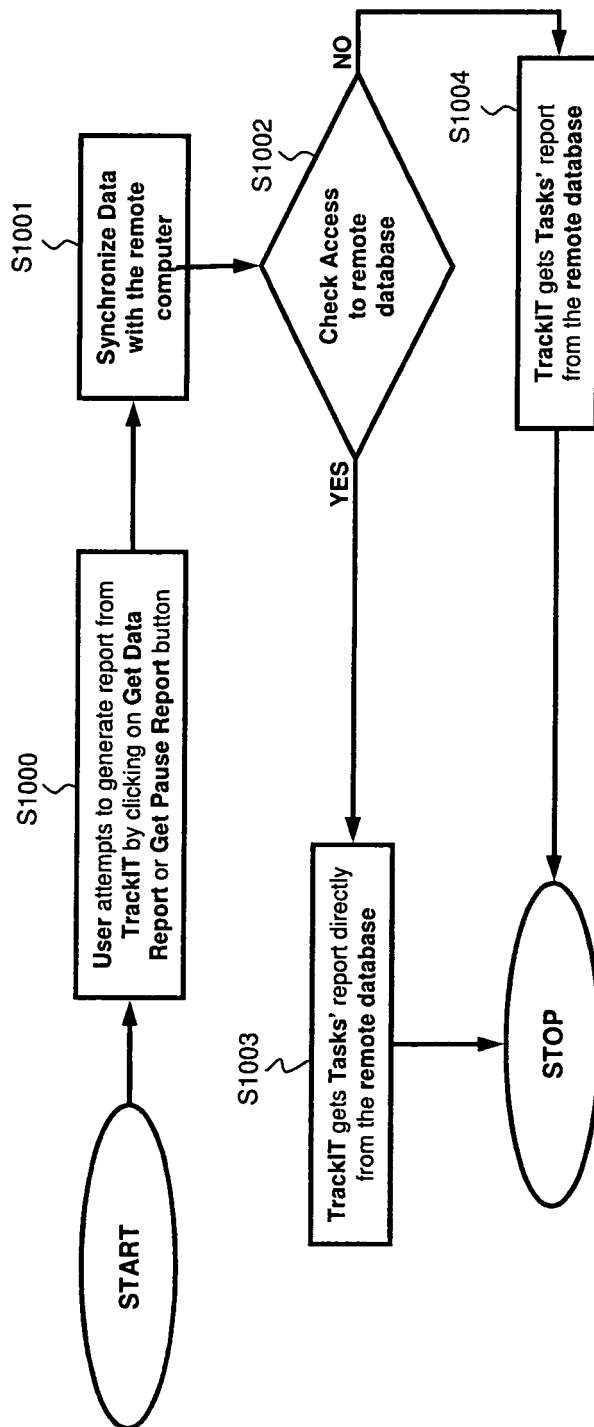 START
S1000
User attempts to generate report from
TrackIT by clicking on Get Data
Report or Get Pause Report button
S1001
Synchronize Data
with the remote
computer
S1002
Check Access
to remote
database
YES
NO
S1003
TrackIT gets Tasks' report directly
from the remote database
S1004
TrackIT gets Tasks' report
from the remote database
STOP